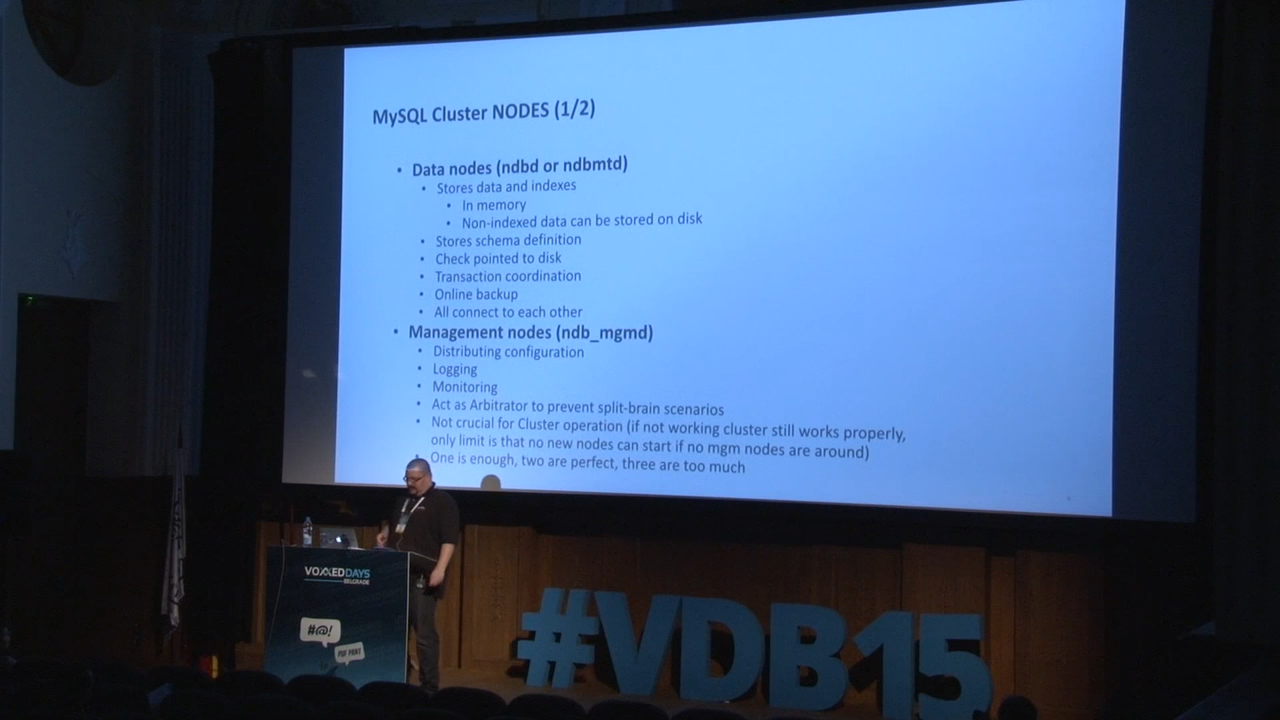 MySQL Cluster NODES (1/2)
• Data nodes (ndbd or ndbmtd)
• Stores data and indexes
• In memory
• Non-indexed data can be stored on disk
• Stores schema definition
• Check pointed to disk
• Transaction coordination
• Online backup
• All connect to each other
• Management nodes (ndb_mgmd)
• Distributing configuration
• Logging
• Monitoring
• Act as Arbitrator to prevent split-brain scenarios
• Not crucial for Cluster operation (if not working cluster still works properly,
only limit is that no new nodes can start if no mgm nodes are around)
• One is enough, two are perfect, three are too much
VOXXEDDAYS
BELGRADE
#@!
#VDB15